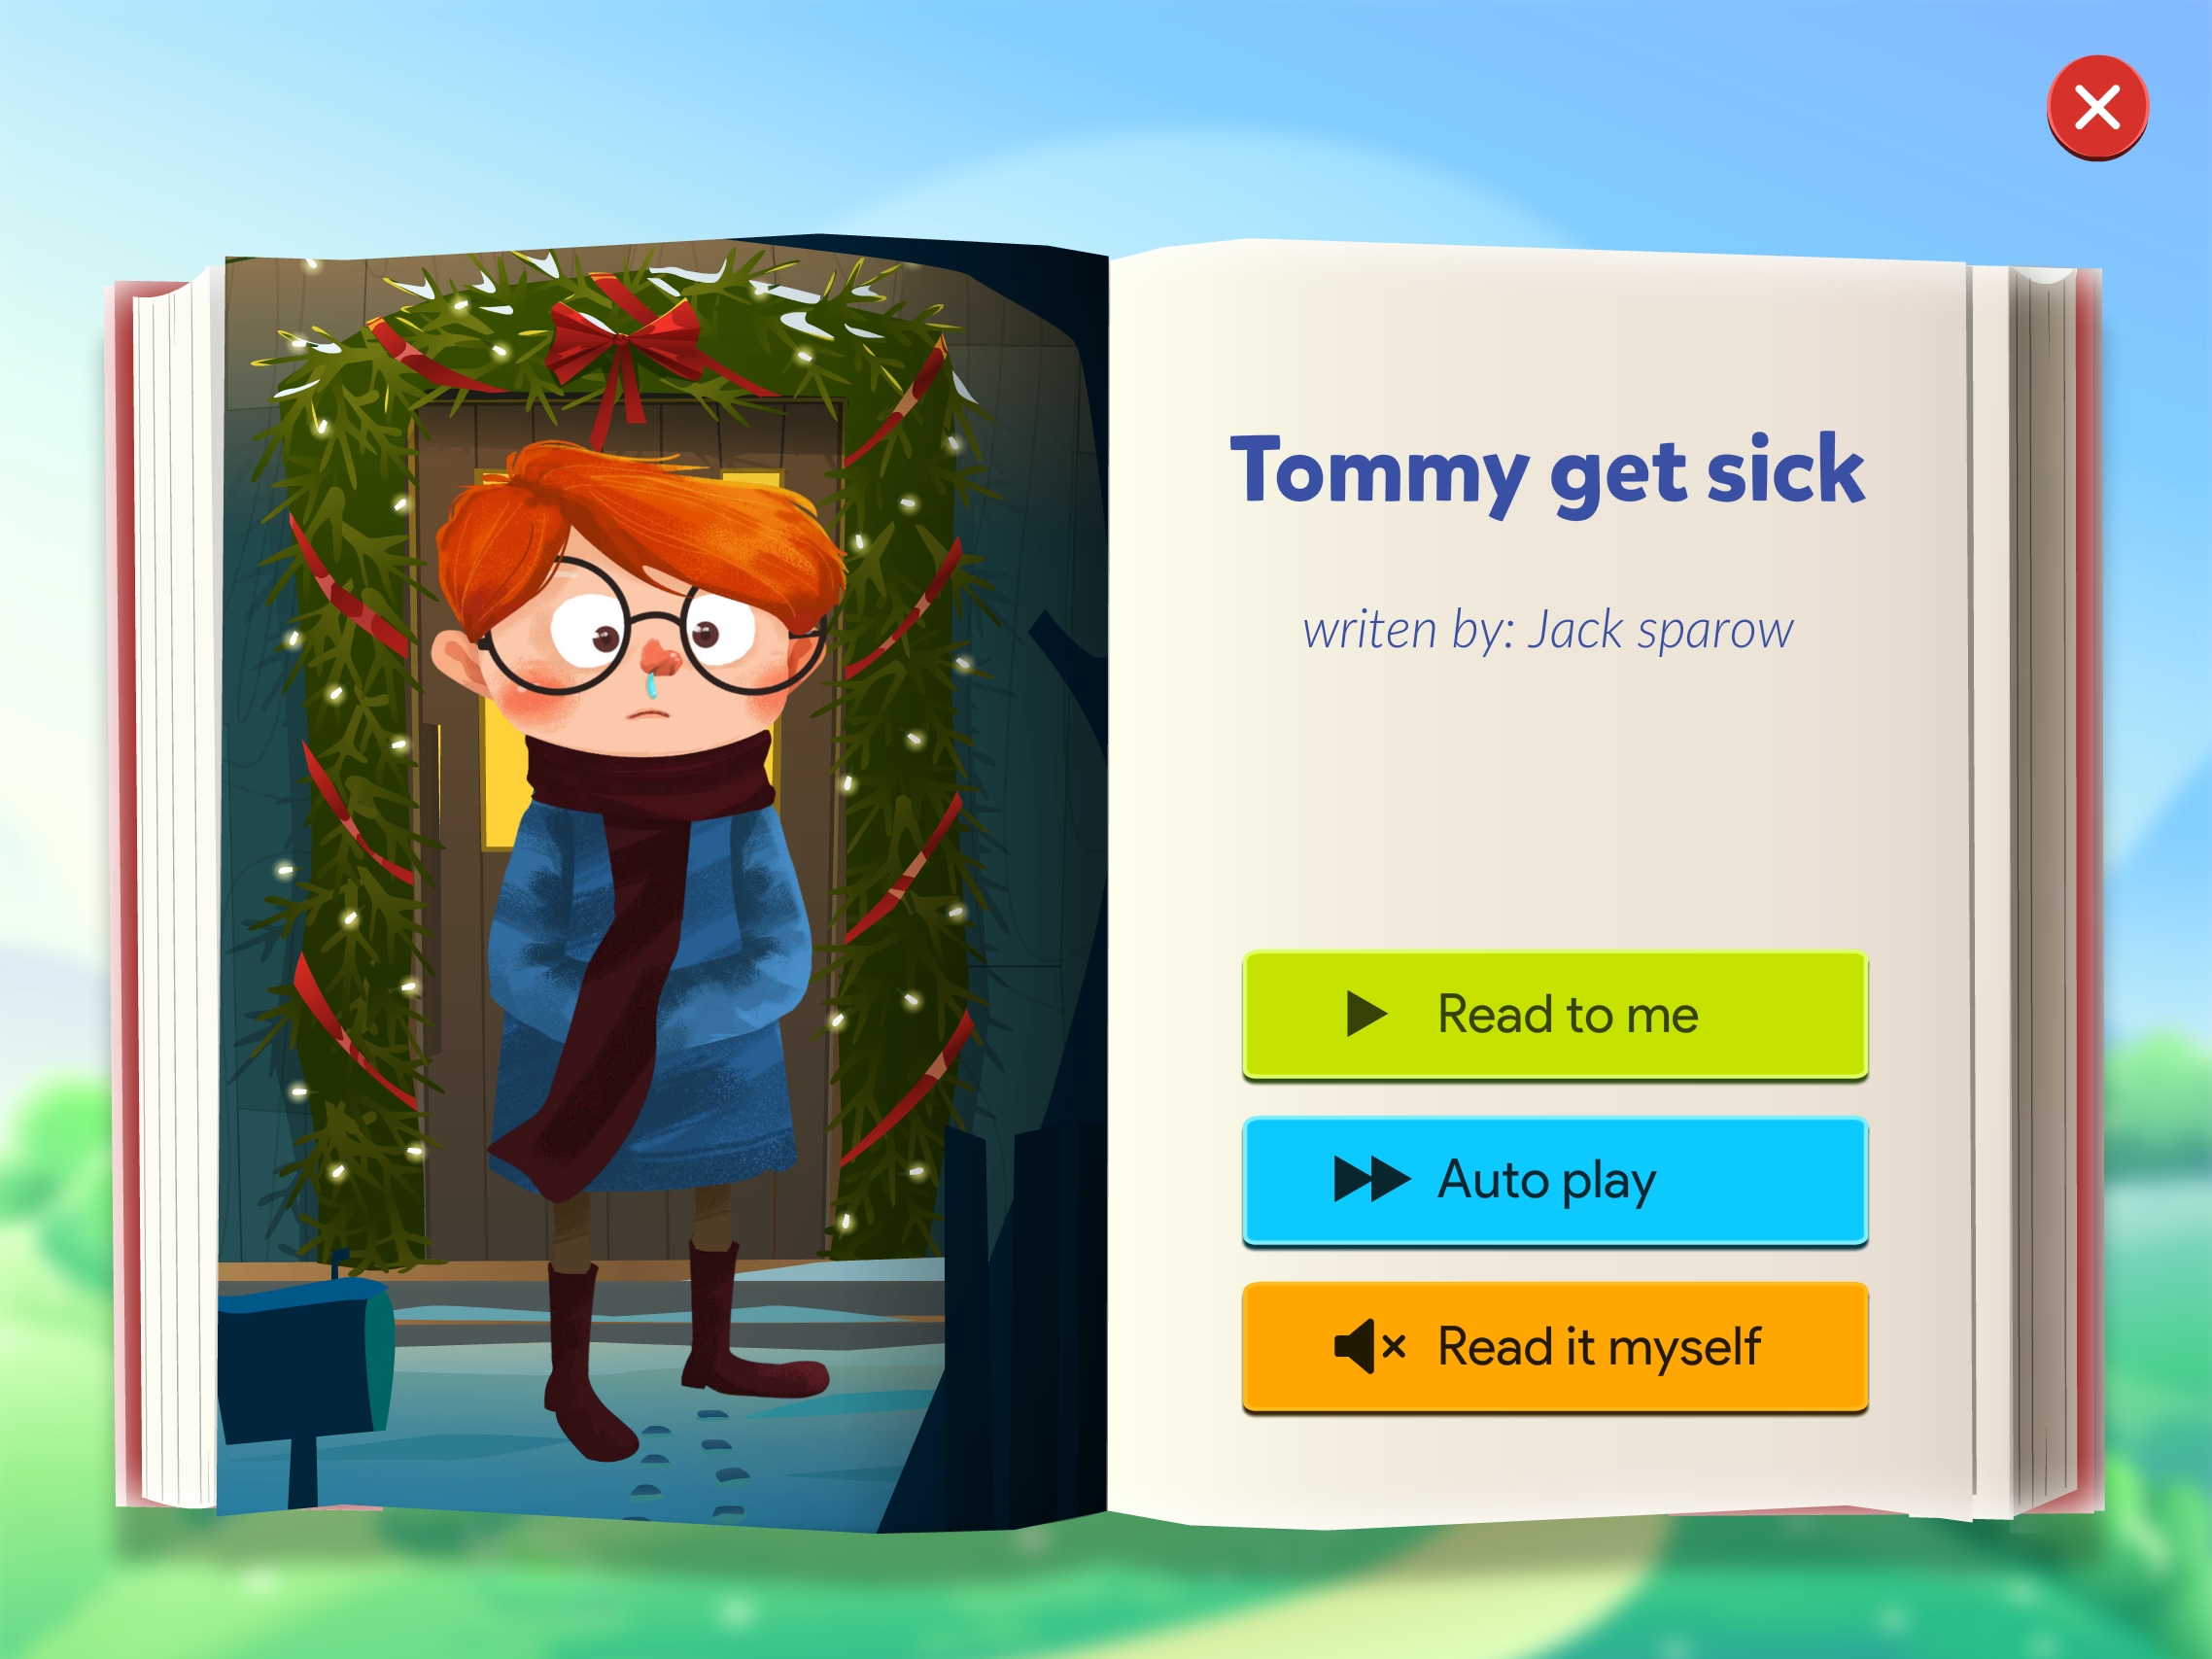 Tommy get sick
writen by: Jack sparow
Read to me
Auto play
Read it myself